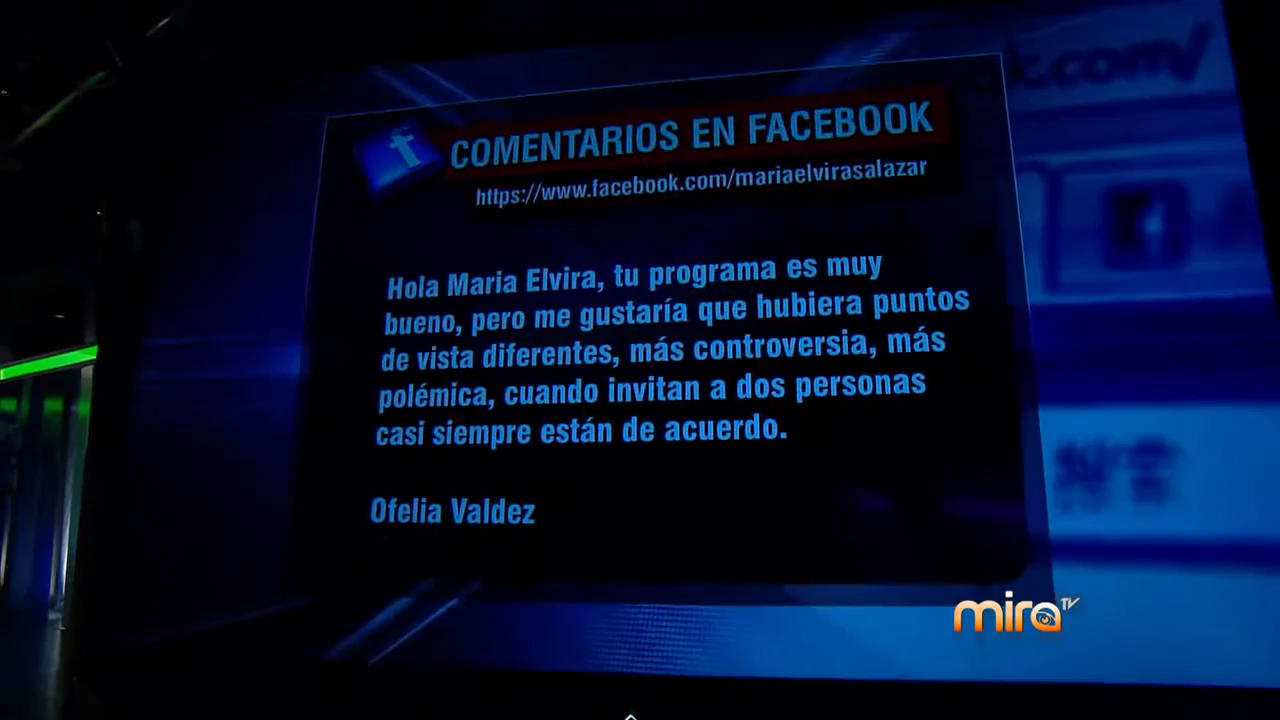 COMENTARIOS EN FACEBOOK
https://www.facebook.com/mariaelvirasalazar
Hola Maria Elvira, tu programa es muy
bueno, pero me gustaría que hubiera puntos
de vista diferentes, más controversia, más
polémica, cuando invitan a dos personas
casi siempre están de acuerdo.
Ofelia Valdez
k.com/
f
mira TV